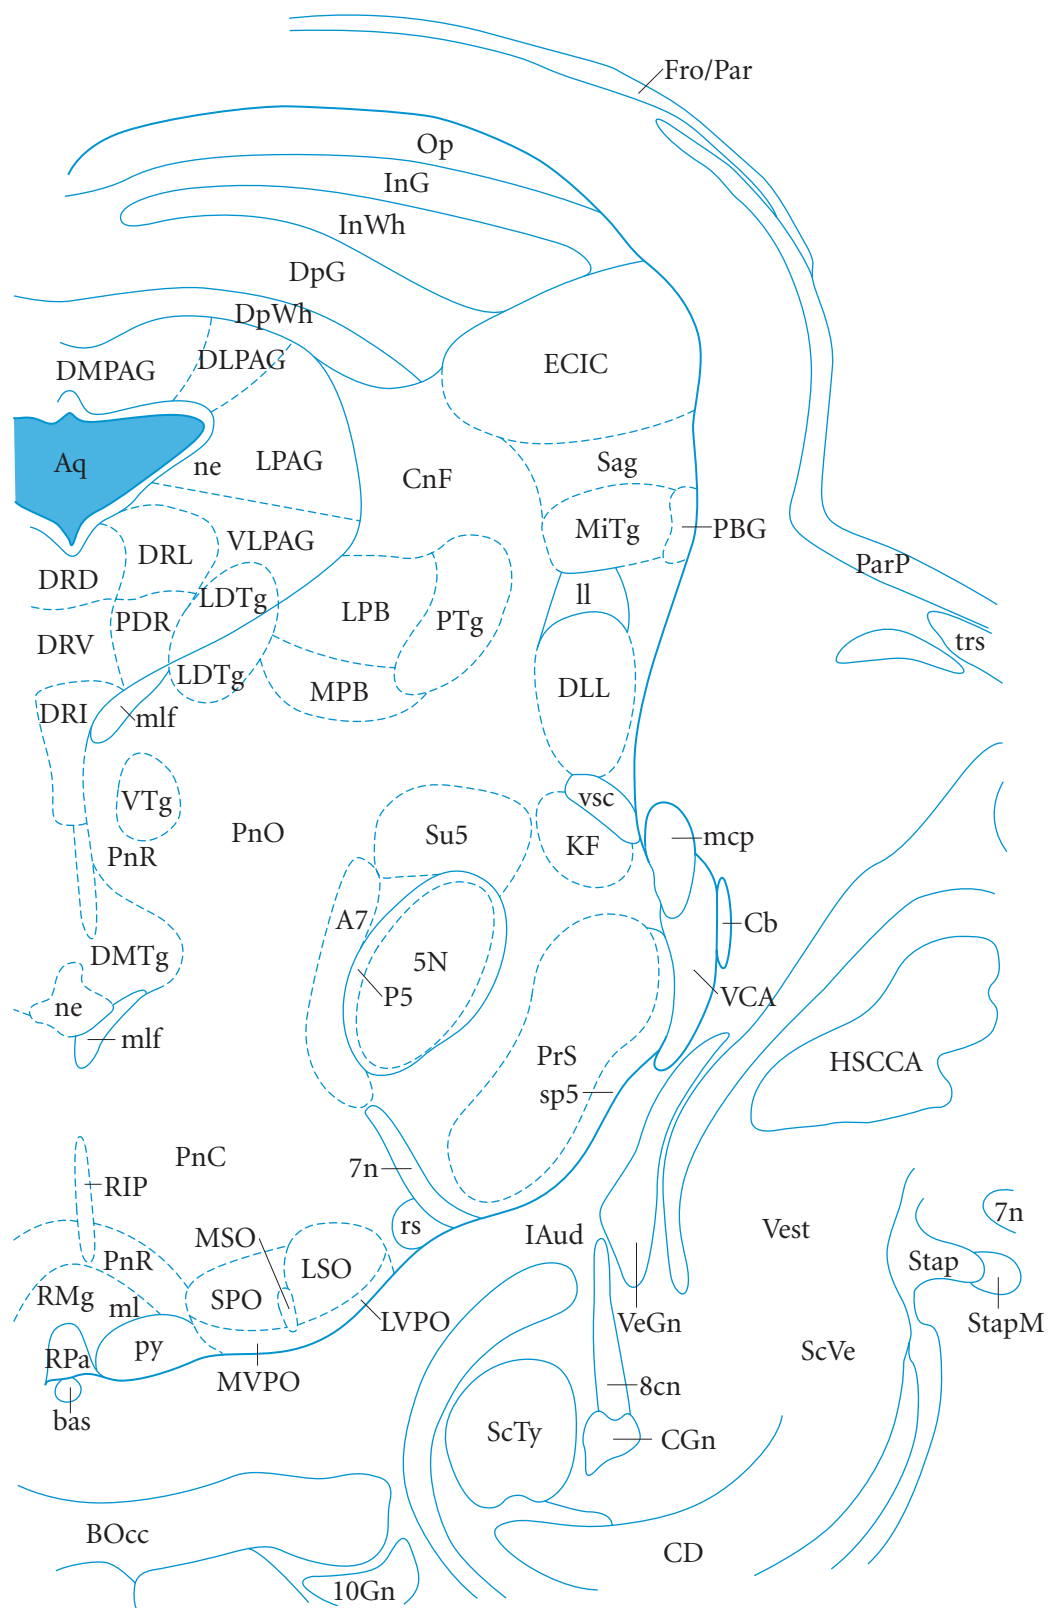 Fro/Par
Op
InG
InWh
DpG
DpWh
DLPAG
DMPAG
ECIC
Aq
ne
LPAG
CnF
Sag
MiTg
PBG
DRL
VLPAG
ParP
DRD
LDTg
ll
LPB
PDR
PTg
DRV
trs
LDTg
MPB
DLL
DRI
mlf
VTg
vsc
PnO
Su5
KF
mcp
PnR
A7
Cb
DMTg
5N
P5
VCA
ne
mlf
PrS
HSCCA
sp5
PnC
7n
RIP
7n
rs
MSO
IAud
Vest
PnR
LSO
Stap
RMg
SPO
ml
LVPO
VeGn
StapM
py
RPa
ScVe
MVPO
8cn
bas
ScTy
CGn
BOcc
CD
10Gn